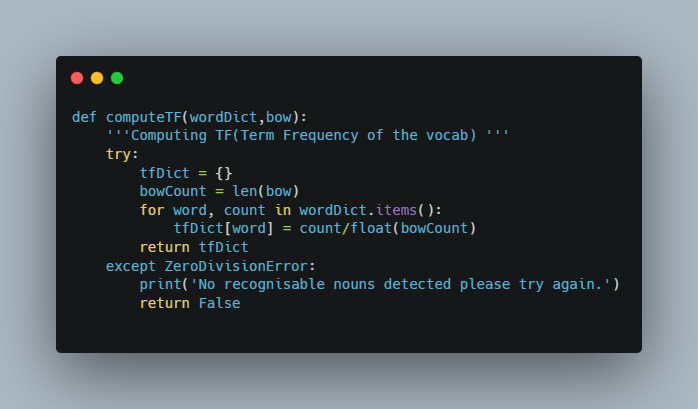 def computeTF(wordDict,bow):
    '''Computing TF(Term Frequency of the vocab) '''
    try:
        tfDict = {}
        bowCount = len(bow)
        for word, count in wordDict.items():
            tfDict[word] = count/float(bowCount)
        return tfDict
    except ZeroDivisionError:
        print('No recognisable nouns detected please try again.')
        return False